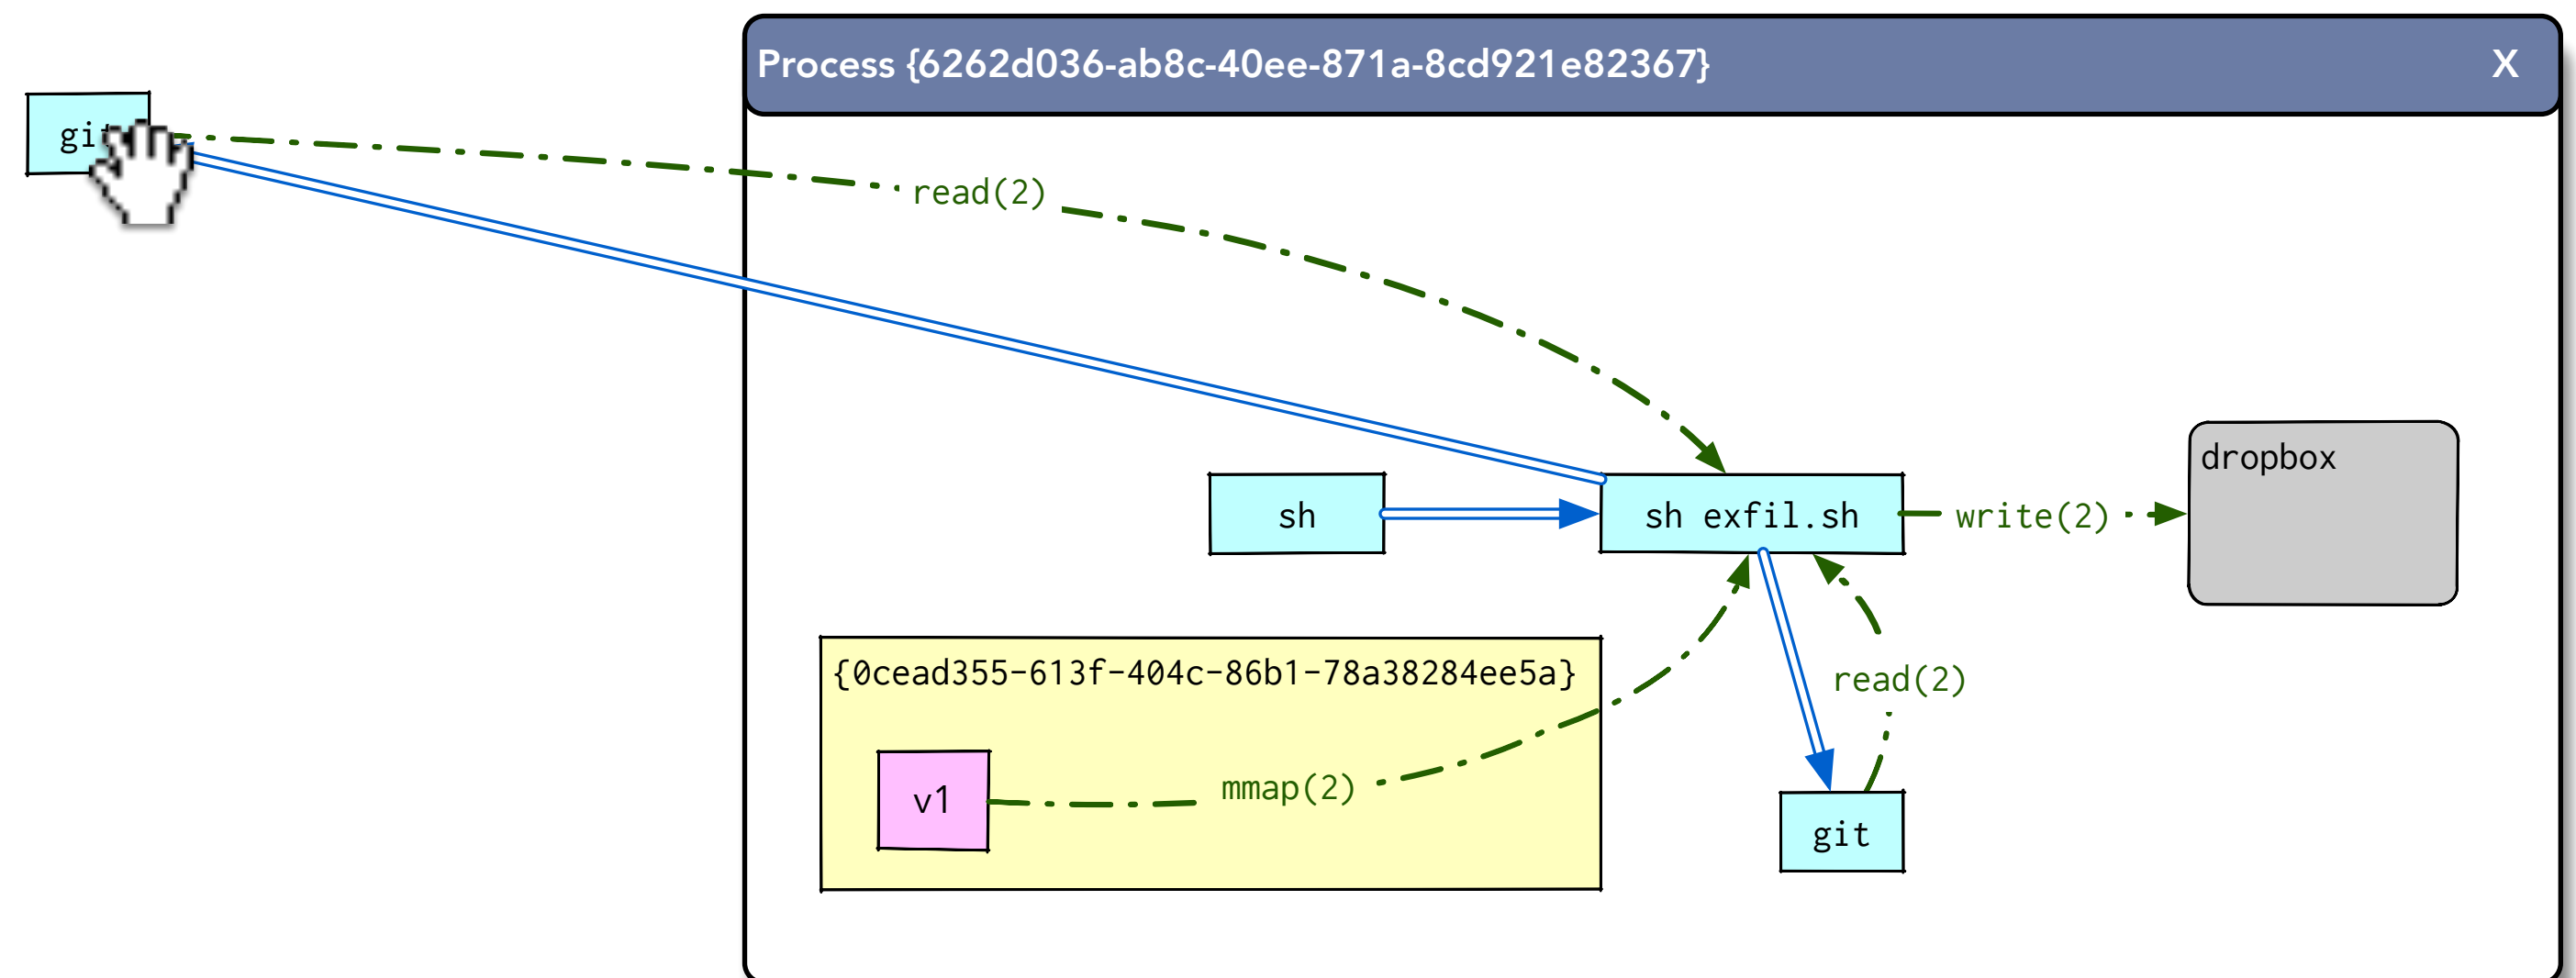 Process {6262d036-ab8c-40ee-871a-8cd921e82367}
X
read(2)
sh
sh exfil.sh
write(2)
dropbox
{0cead355-613f-404c-86b1-78a38284ee5a}
read(2)
v1
mmap(2)
git